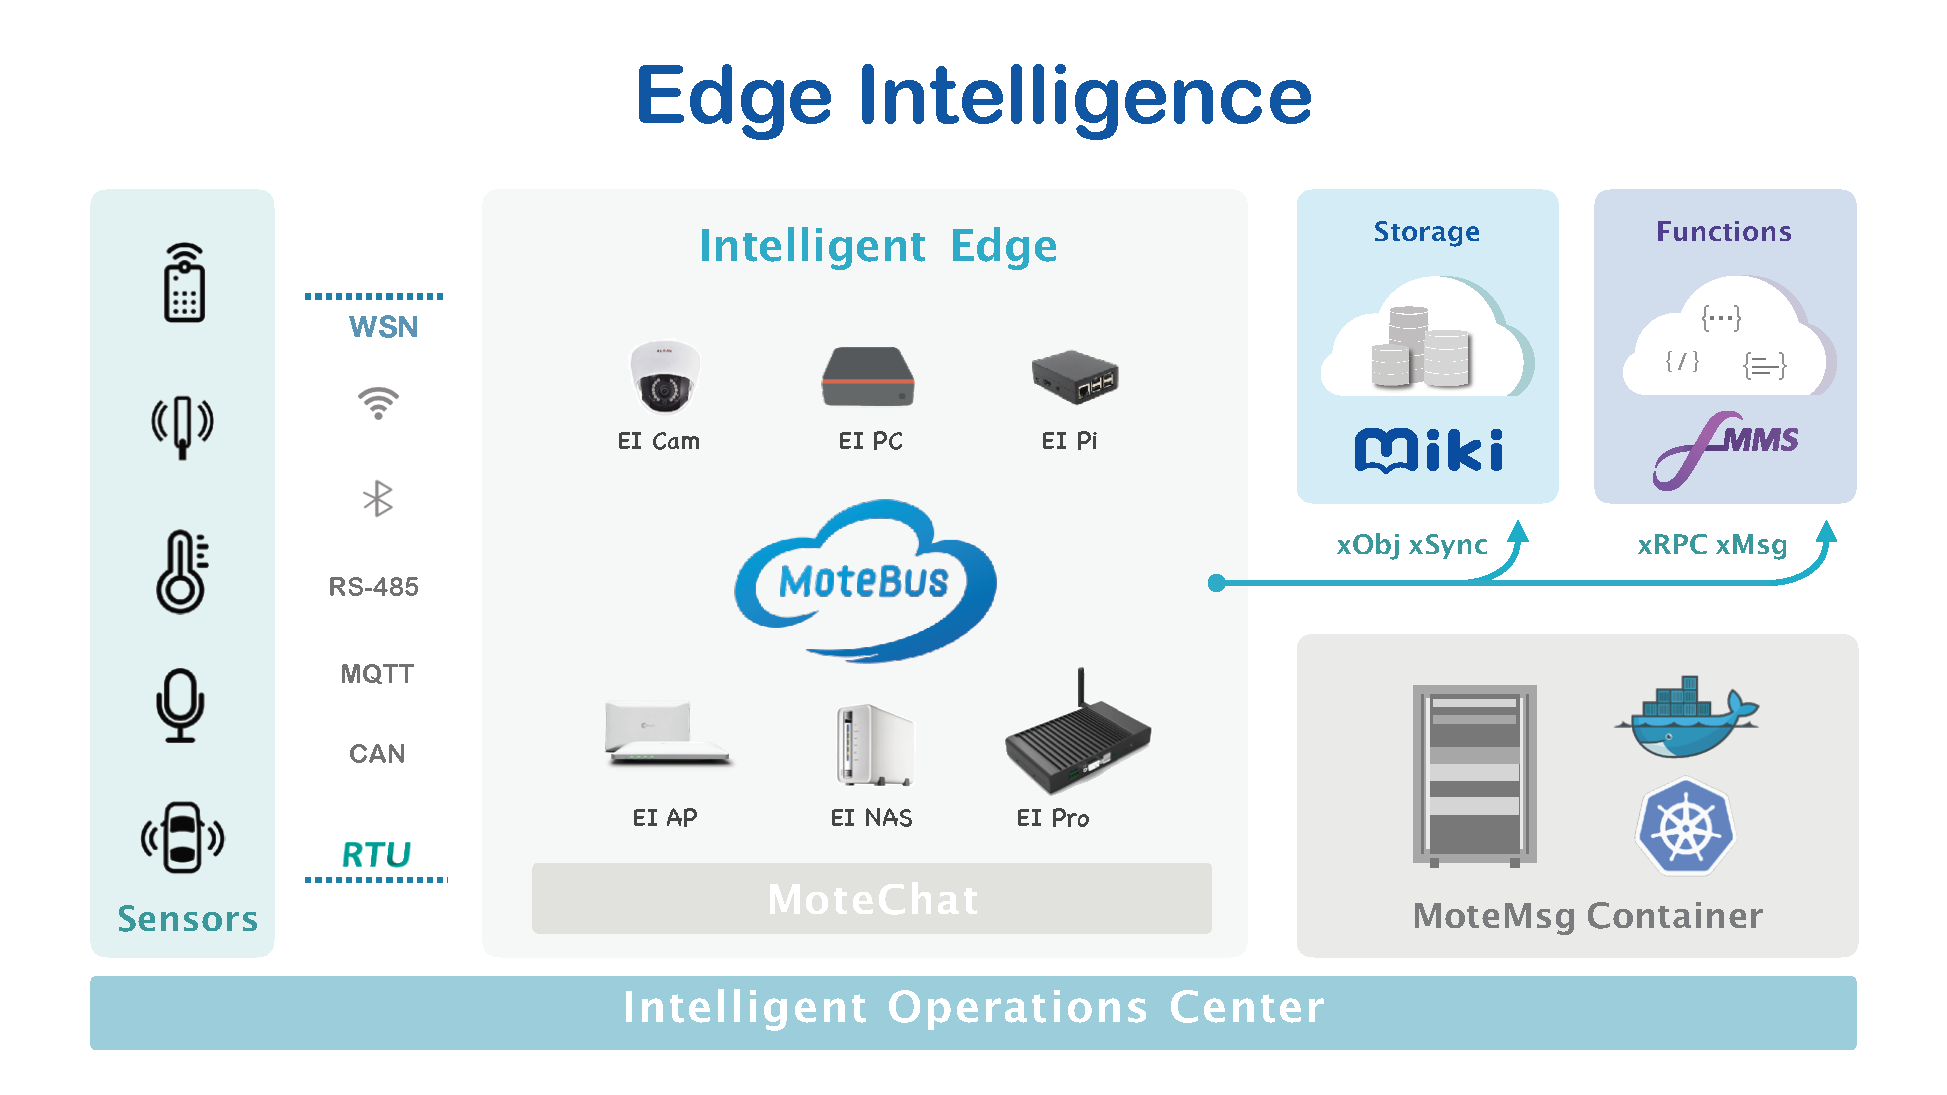 Edge Intelligence
Sensors
WSN
RS-485
MQTT
CAN
RTU
Intelligent Edge
EI Cam
EI PC
EI Pi
MoteBus
EI AP
EI NAS
EI Pro
MoteChat
Storage
miki
xObj xSync
Functions
{···}
{/}
MMS
xRPC xMsg
MoteMsg Container
Intelligent Operations Center